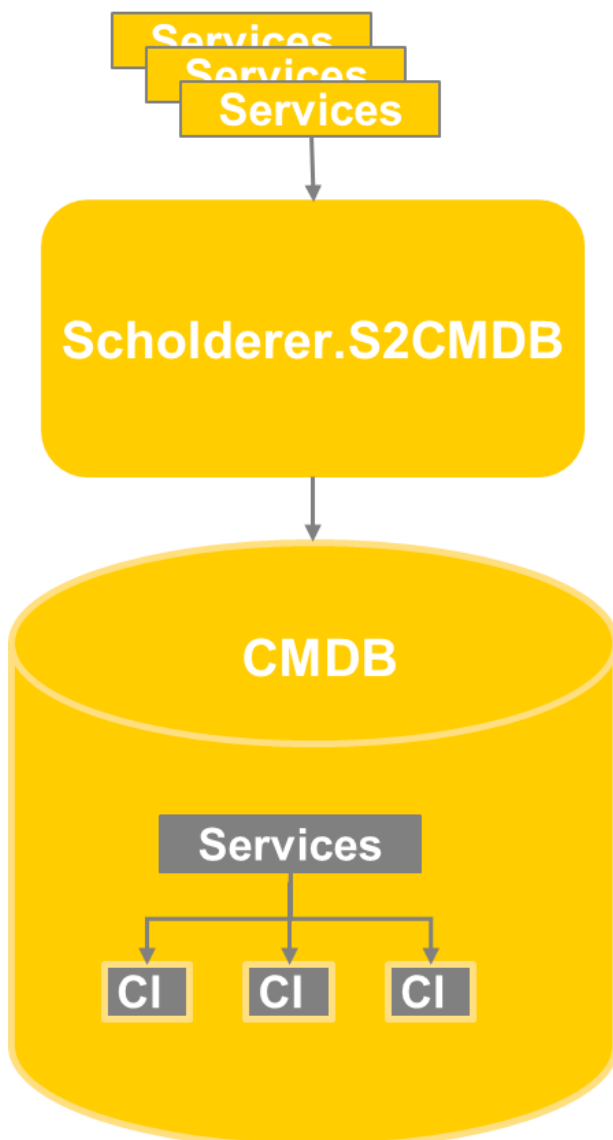 Services
Services
Services
Scholderer.S2CMDB
CMDB
Services
CI
CI
CI